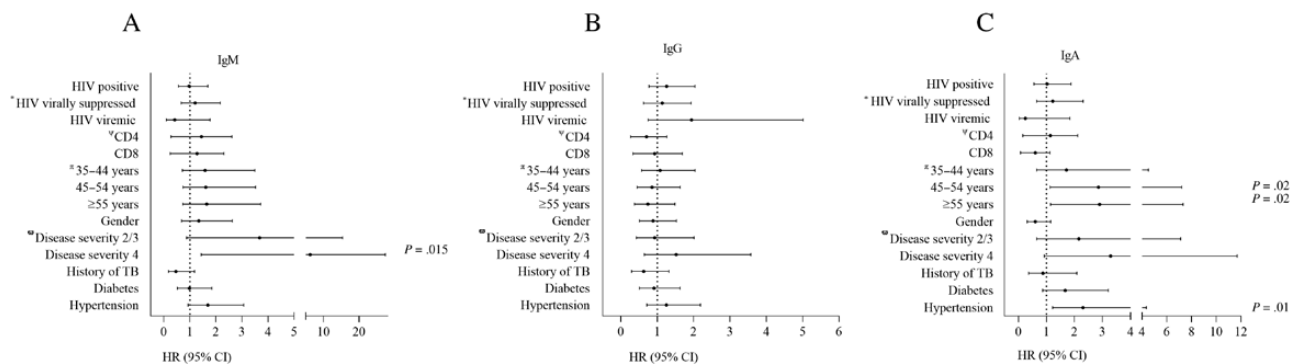 A
IgM
HIV positive
*HIV virally suppressed
HIV viremic
ΨCD4
CD8
35–44 years
45–54 years
≥55 years
Gender
Disease severity 2/3
Disease severity 4
P = .015
History of TB
Diabetes
Hypertension
0 1 2 3 4 5 10 20
HR (95% CI)
B
IgG
HIV positive
*HIV virally suppressed
HIV viremic
ΨCD4
CD8
35–44 years
45–54 years
≥55 years
Gender
Disease severity 2/3
Disease severity 4
History of TB
Diabetes
Hypertension
0 1 2 3 4 5 6
HR (95% CI)
C
IgA
HIV positive
*HIV virally suppressed
HIV viremic
ΨCD4
CD8
35–44 years
45–54 years P = .02
≥55 years P = .02
Gender
Disease severity 2/3
Disease severity 4
History of TB
Diabetes
Hypertension P = .01
0 1 2 3 4 4 6 8 10 12
HR (95% CI)